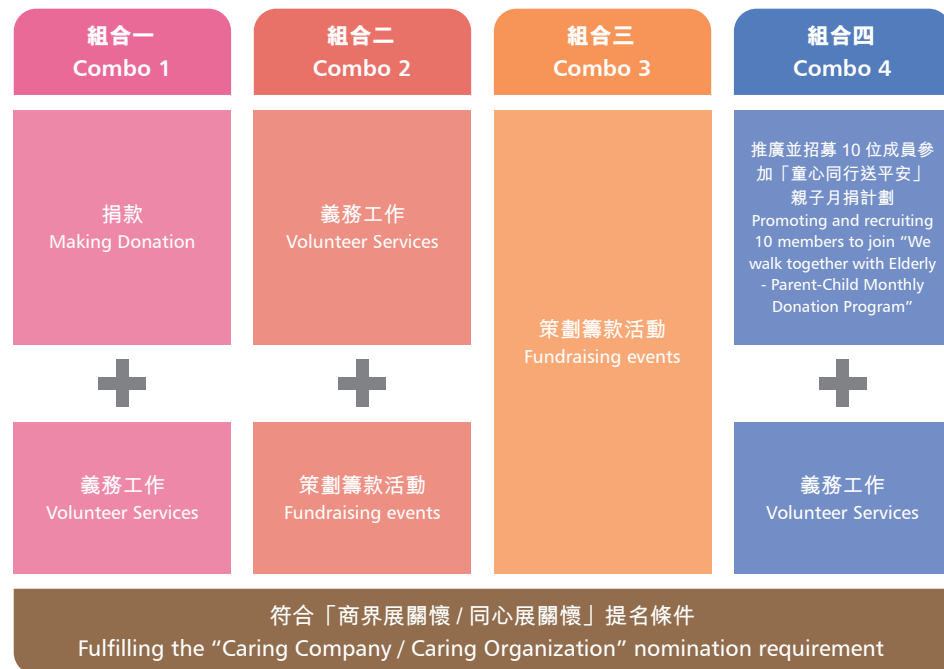 組合一
Combo 1
組合二
Combo 2
組合三
Combo 3
組合四
Combo 4
捐款
Making Donation
義務工作
Volunteer Services
義務工作
Volunteer Services
策劃籌款活動
Fundraising events
策劃籌款活動
Fundraising events
推廣並招募 10 位成員參
加「童心同行送平安」
親子月捐計劃
Promoting and recruiting
10 members to join “We
walk together with Elderly
- Parent-Child Monthly
Donation Program”
義務工作
Volunteer Services
符合「商界展關懷 / 同心展關懷」提名條件
Fulfilling the “Caring Company / Caring Organization” nomination requirement